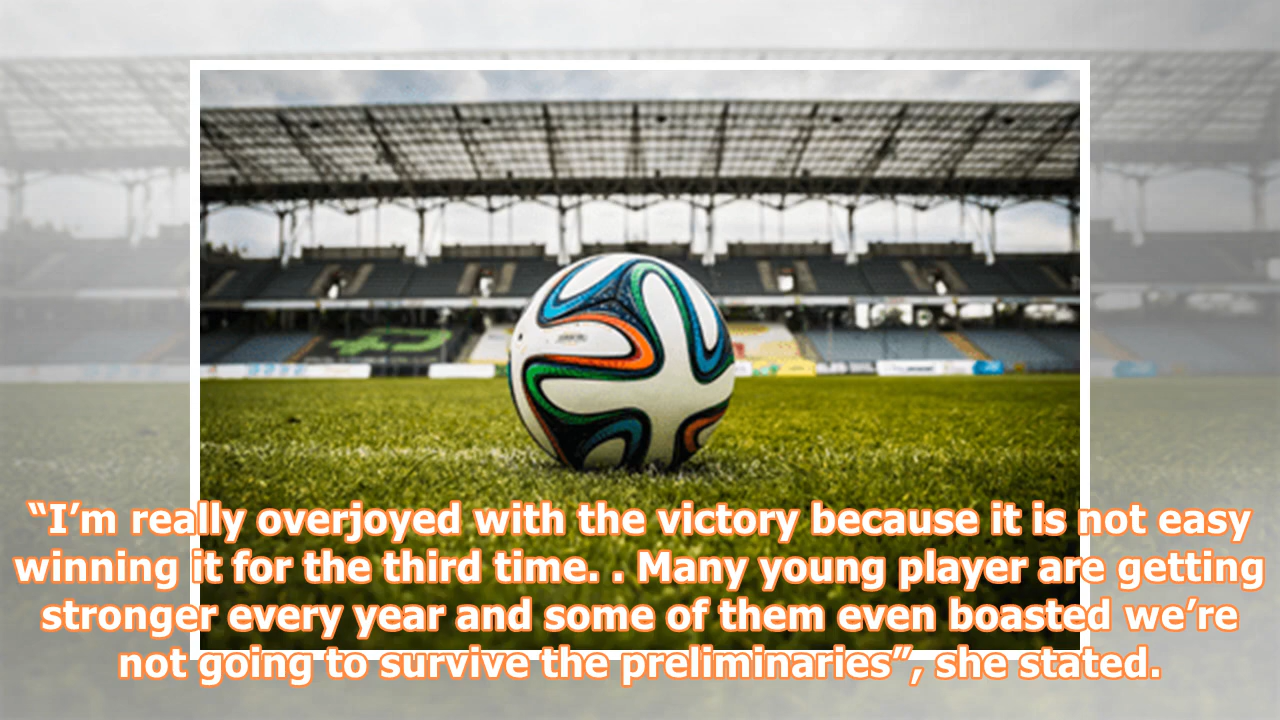 “I’m really overjoyed with the victory because it is not easy
winning it for the third time. . Many young player are getting
stronger every year and some of them even boasted we’re
not going to survive the preliminaries”, she stated.